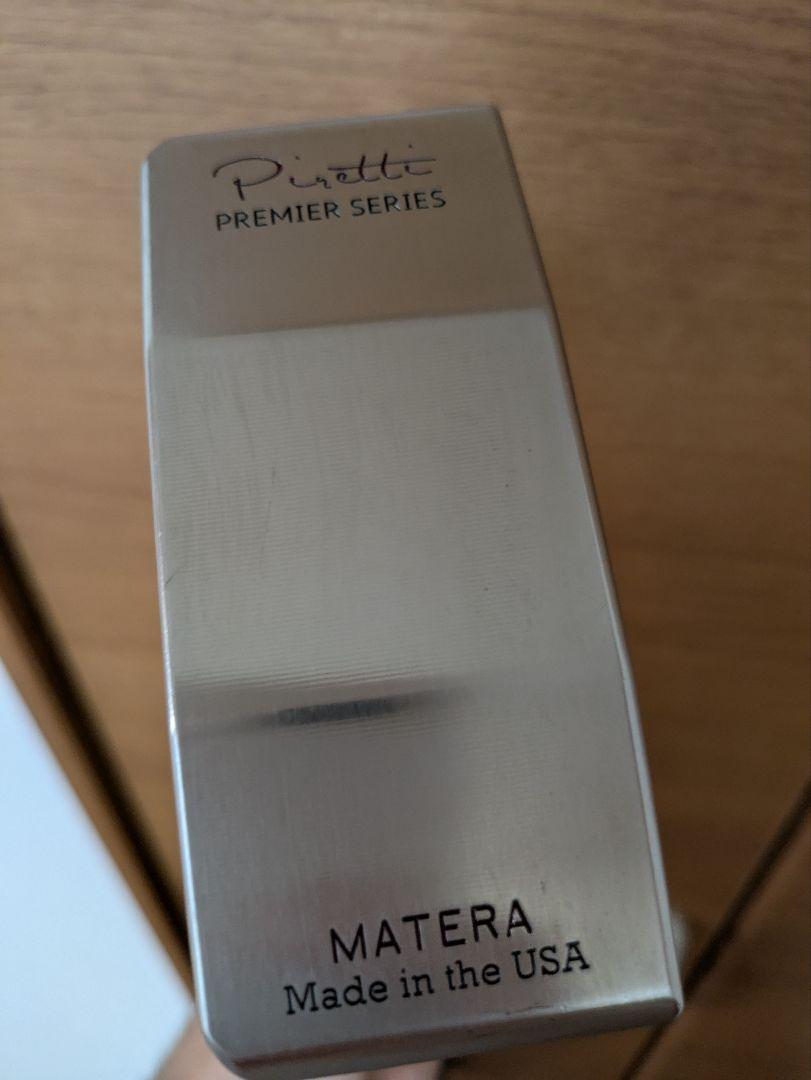 Piretti
PREMIER SERIES
MATERA
Made in the USA